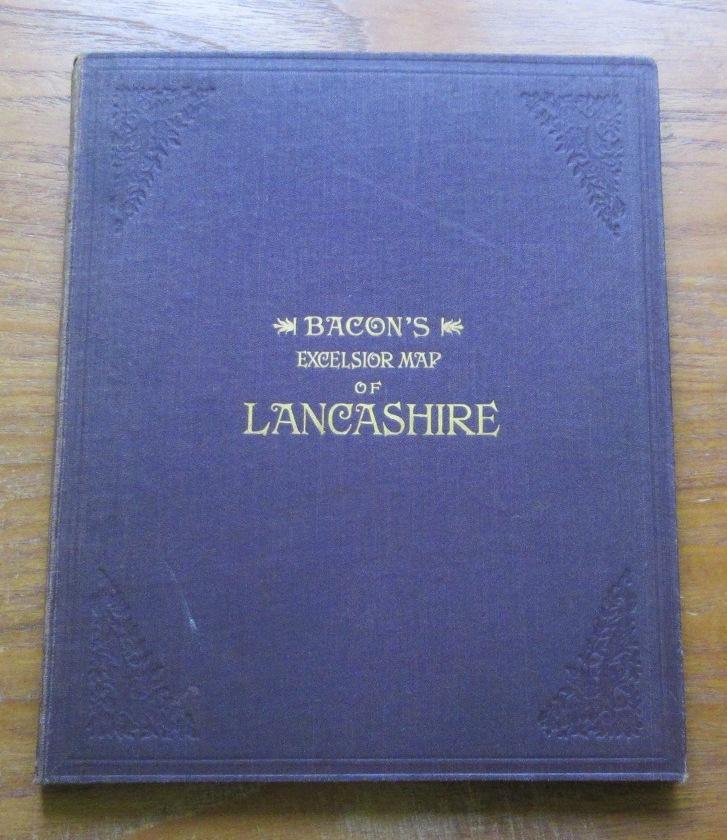 BACON'S
EXCELSIOR MAP
OF
LANCASHIRE